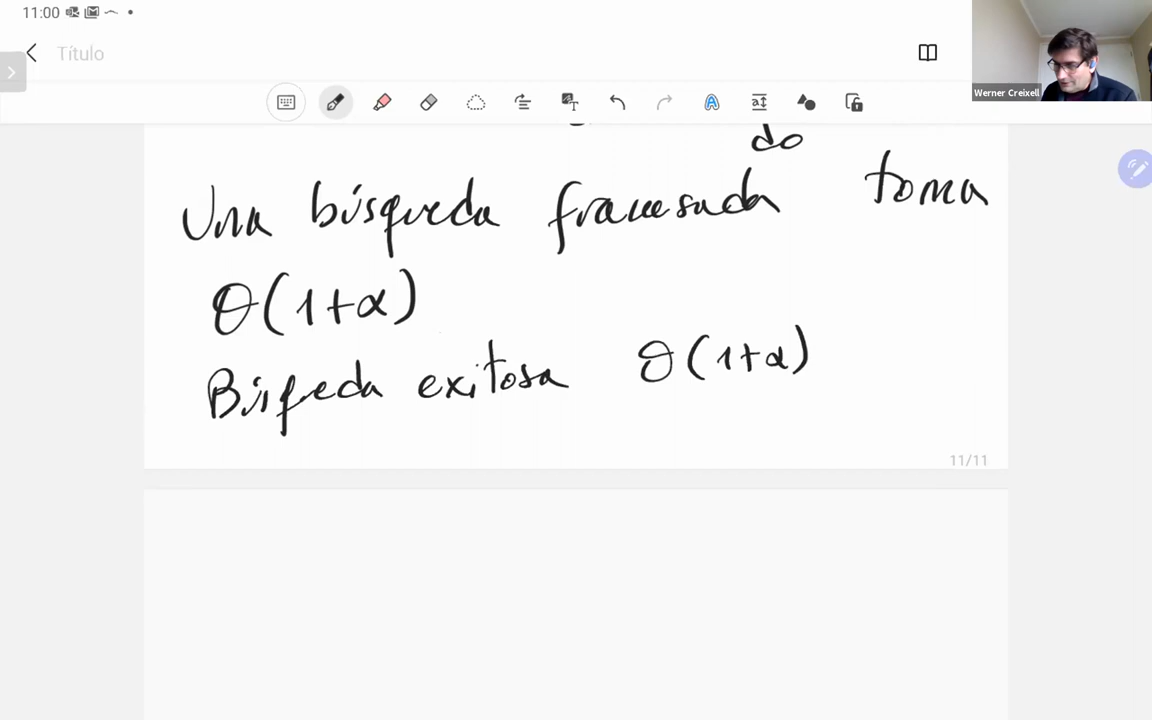 11:00
Título
Werner Creixell
do
Una búsqueda fracasada toma
Θ(1+α)
Búsqueda exitosa Θ(1+α)
11/11